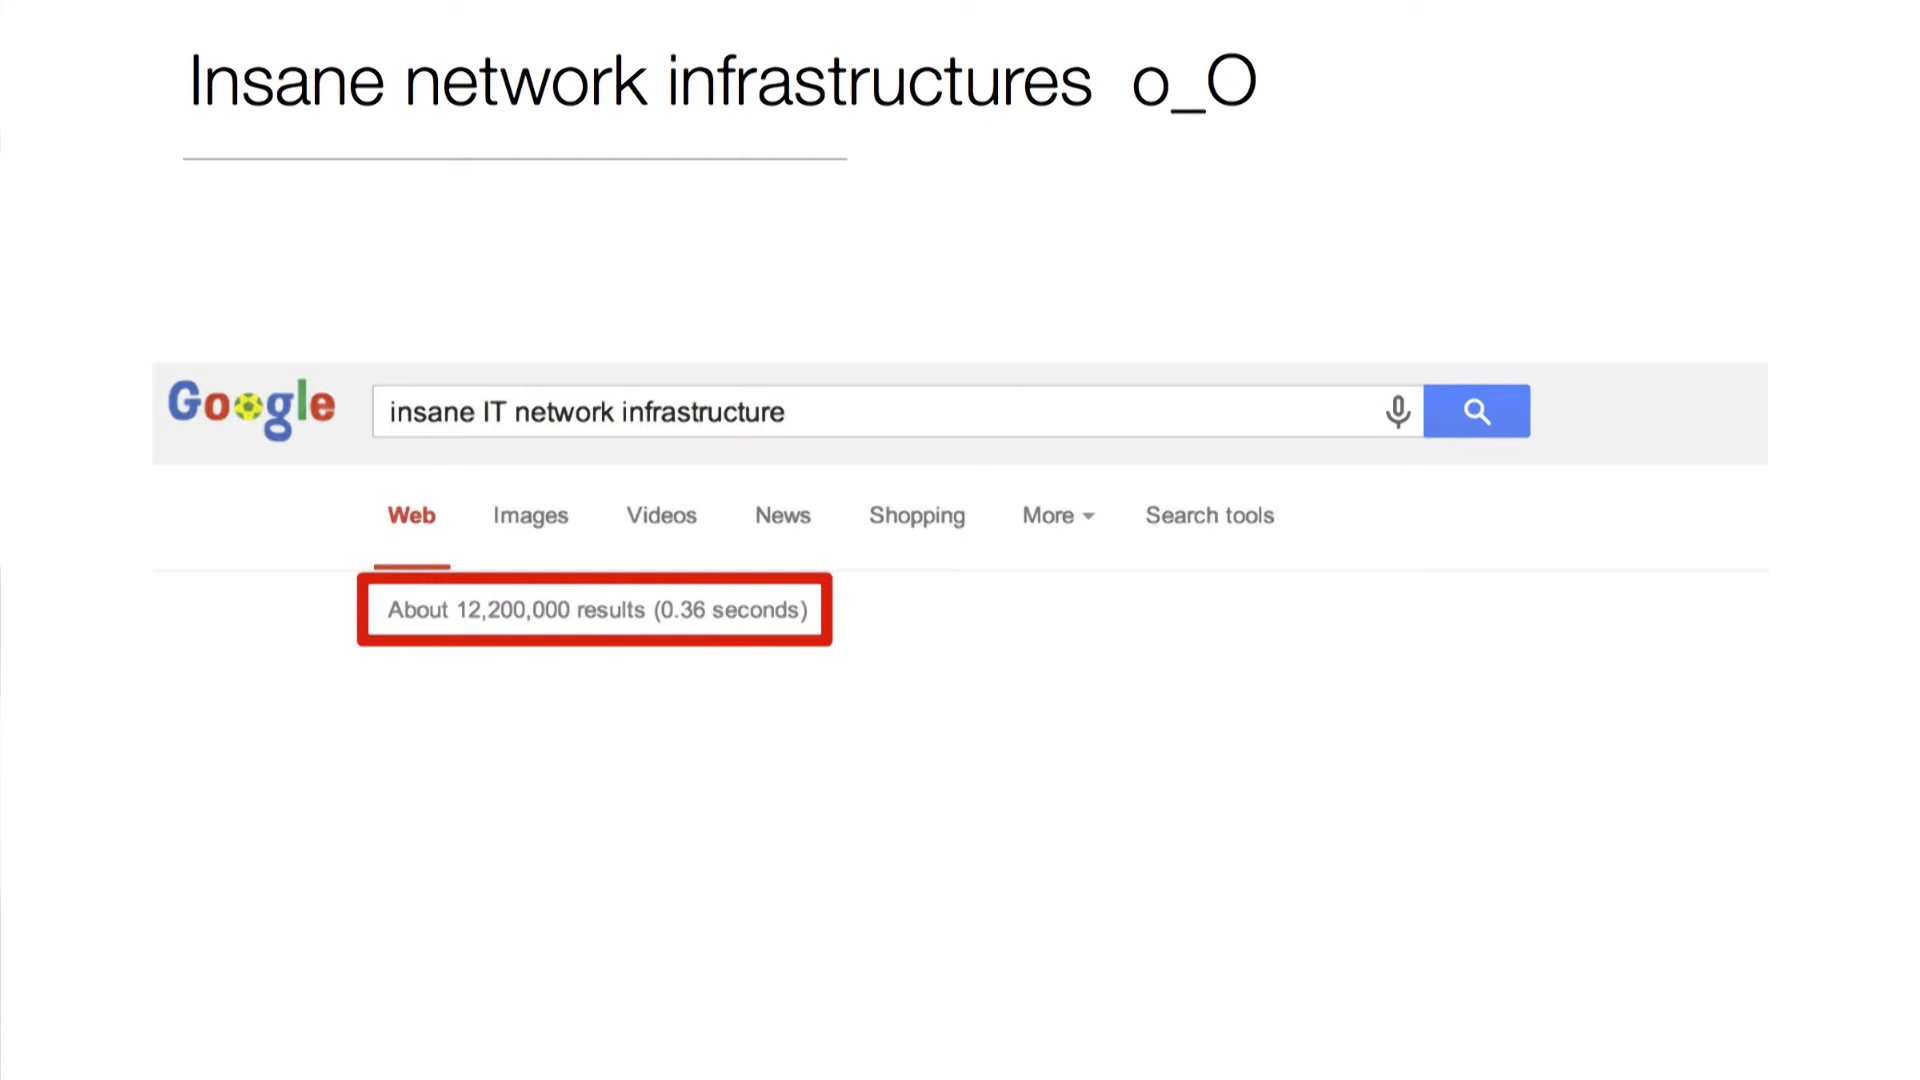 Insane network infrastructures o_O
Google
insane IT network infrastructure
Web Images Videos News Shopping More Search tools
About 12,200,000 results (0.36 seconds)